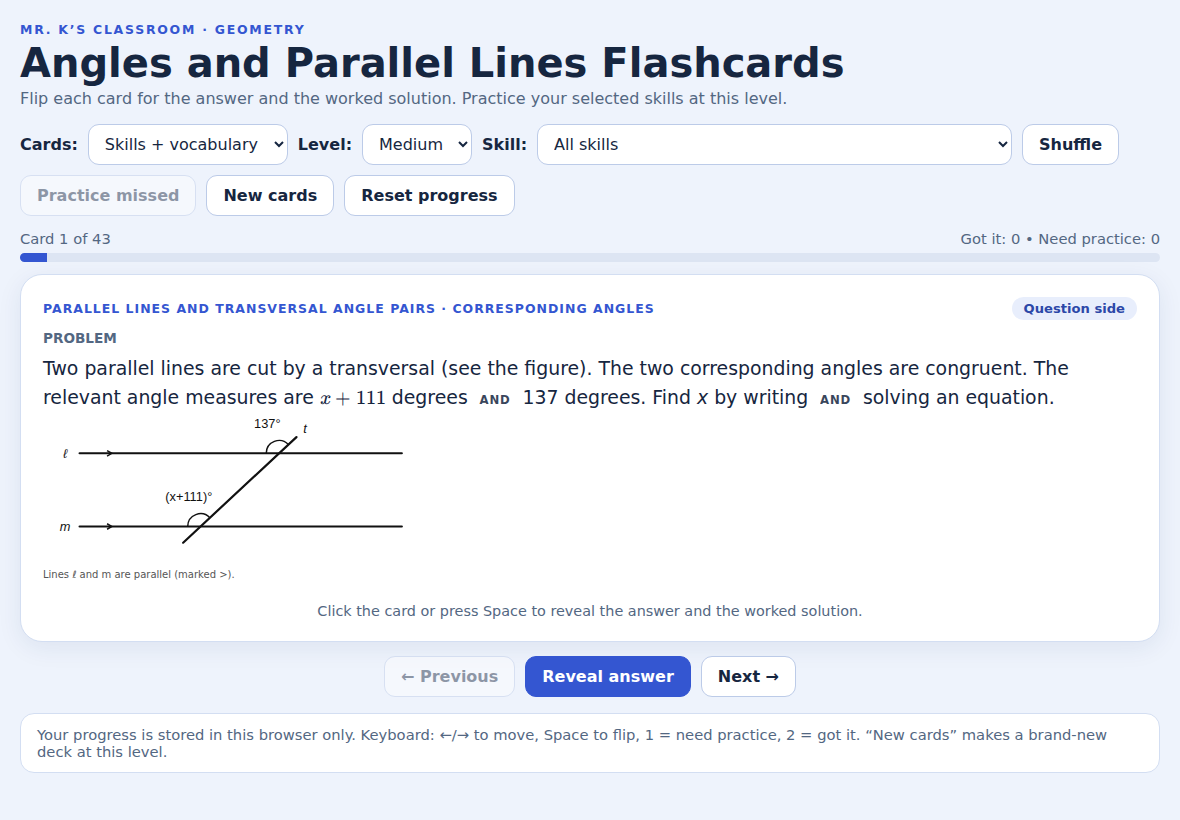 MR. K’S CLASSROOM · GEOMETRY
Angles and Parallel Lines Flashcards
Flip each card for the answer and the worked solution. Practice your selected skills at this level.
Cards: Skills + vocabulary Level: Medium Skill: All skills Shuffle
Practice missed New cards Reset progress
Card 1 of 43 Got it: 0 • Need practice: 0
PARALLEL LINES AND TRANSVERSAL ANGLE PAIRS · CORRESPONDING ANGLES Question side
PROBLEM
Two parallel lines are cut by a transversal (see the figure). The two corresponding angles are congruent. The
relevant angle measures are x + 111 degrees AND 137 degrees. Find x by writing AND solving an equation.
137° t
ℓ
(x+111)°
m
Lines ℓ and m are parallel (marked >).
Click the card or press Space to reveal the answer and the worked solution.
← Previous Reveal answer Next →
Your progress is stored in this browser only. Keyboard: ←/→ to move, Space to flip, 1 = need practice, 2 = got it. “New cards” makes a brand-new
deck at this level.